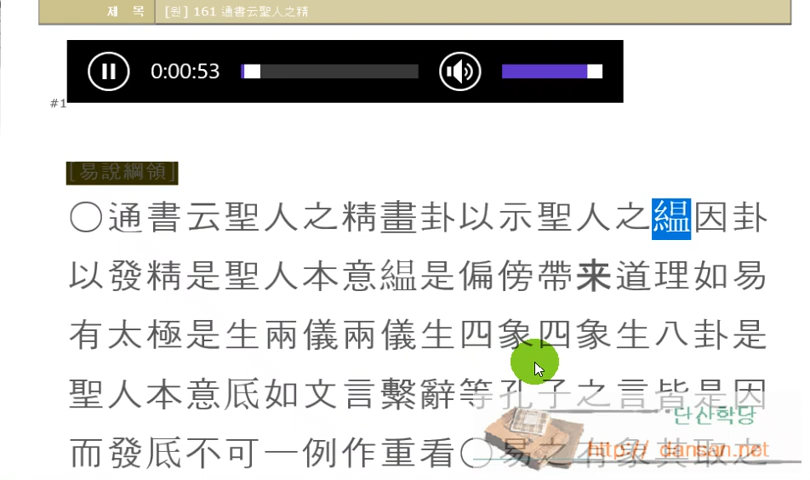 제 목 [원] 161 通書云聖人之精
0:00:53
#1
[易說綱領]
○通書云聖人之精畫卦以示聖人之縕因卦
以發精是聖人本意縕是偏傍帶来道理如易
有太極是生兩儀兩儀生四象四象生八卦是
聖人本意底如文言繫辭等孔子之言皆是因
而發底不可一例作重看○易之有象其取之
단산학당
http:// dansan.net